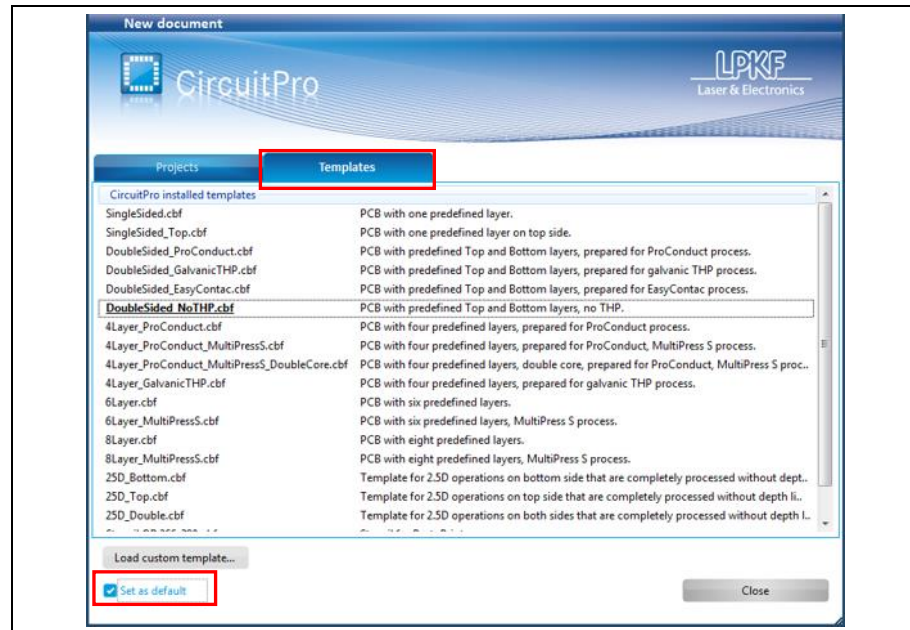 New document
CircuitPro
LPKF
Laser & Electronics
Projects Templates
CircuitPro installed templates
SingleSided.cbf PCB with one predefined layer.
SingleSided_Top.cbf PCB with one predefined layer on top side.
DoubleSided_ProConduct.cbf PCB with predefined Top and Bottom layers, prepared for ProConduct process.
DoubleSided_GalvanicTHP.cbf PCB with predefined Top and Bottom layers, prepared for galvanic THP process.
DoubleSided_EasyContac.cbf PCB with predefined Top and Bottom layers, prepared for EasyContac process.
DoubleSided_NoTHP.cbf PCB with predefined Top and Bottom layers, no THP.
4Layer_ProConduct.cbf PCB with four predefined layers, prepared for ProConduct process.
4Layer_ProConduct_MultiPressS.cbf PCB with four predefined layers, prepared for ProConduct, MultiPress S process.
4Layer_ProConduct_MultiPressS_DoubleCore.cbf PCB with four predefined layers, double core, prepared for ProConduct, MultiPress S proc..
4Layer_GalvanicTHP.cbf PCB with four predefined layers, prepared for galvanic THP process.
6Layer.cbf PCB with six predefined layers.
6Layer_MultiPressS.cbf PCB with six predefined layers, MultiPress S process.
8Layer.cbf PCB with eight predefined layers.
8Layer_MultiPressS.cbf PCB with eight predefined layers, MultiPress S process.
25D_Bottom.cbf Template for 2.5D operations on bottom side that are completely processed without dept..
25D_Top.cbf Template for 2.5D operations on top side that are completely processed without depth li..
25D_Double.cbf Template for 2.5D operations on both sides that are completely processed without depth l..
Load custom template...
Set as default Close